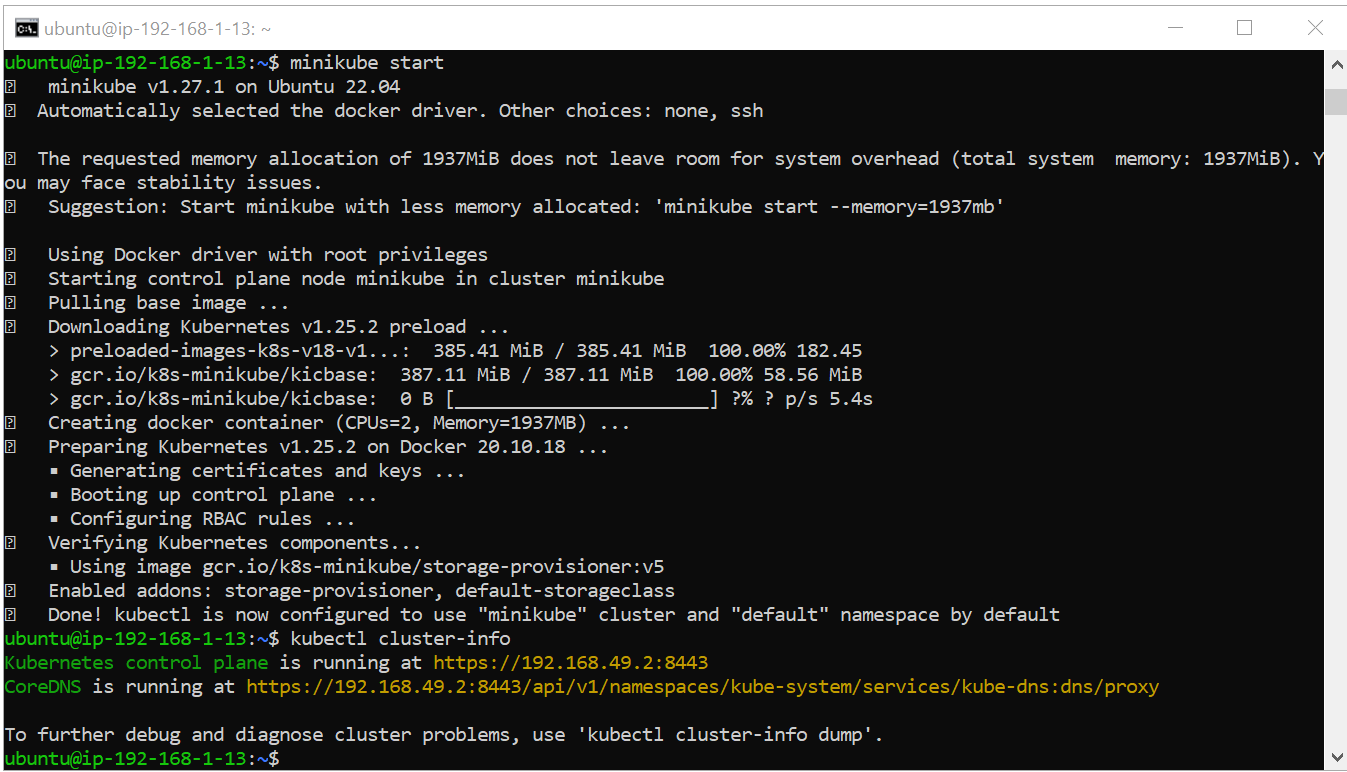 ubuntu@ip-192-168-1-13: ~
ubuntu@ip-192-168-1-13:~$ minikube start
minikube v1.27.1 on Ubuntu 22.04
Automatically selected the docker driver. Other choices: none, ssh
The requested memory allocation of 1937MiB does not leave room for system overhead (total system  memory: 1937MiB). Y
ou may face stability issues.
Suggestion: Start minikube with less memory allocated: 'minikube start --memory=1937mb'
Using Docker driver with root privileges
Starting control plane node minikube in cluster minikube
Pulling base image ...
Downloading Kubernetes v1.25.2 preload ...
> preloaded-images-k8s-v18-v1...:  385.41 MiB / 385.41 MiB  100.00% 182.45
> gcr.io/k8s-minikube/kicbase:  387.11 MiB / 387.11 MiB  100.00% 58.56 MiB
> gcr.io/k8s-minikube/kicbase:  0 B [_______________________] ?% ? p/s 5.4s
Creating docker container (CPUs=2, Memory=1937MB) ...
Preparing Kubernetes v1.25.2 on Docker 20.10.18 ...
▪ Generating certificates and keys ...
▪ Booting up control plane ...
▪ Configuring RBAC rules ...
Verifying Kubernetes components...
▪ Using image gcr.io/k8s-minikube/storage-provisioner:v5
Enabled addons: storage-provisioner, default-storageclass
Done! kubectl is now configured to use "minikube" cluster and "default" namespace by default
ubuntu@ip-192-168-1-13:~$ kubectl cluster-info
Kubernetes control plane is running at https://192.168.49.2:8443
CoreDNS is running at https://192.168.49.2:8443/api/v1/namespaces/kube-system/services/kube-dns:dns/proxy
To further debug and diagnose cluster problems, use 'kubectl cluster-info dump'.
ubuntu@ip-192-168-1-13:~$